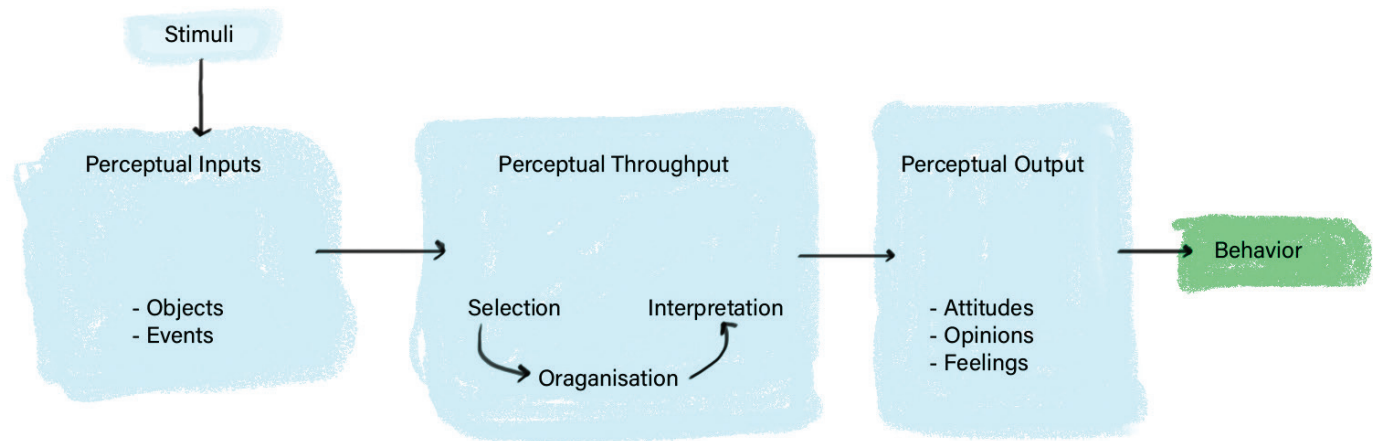 Stimuli
Perceptual Inputs
- Objects
- Events
Perceptual Throughput
Selection
Oraganisation
Interpretation
Perceptual Output
- Attitudes
- Opinions
- Feelings
Behavior